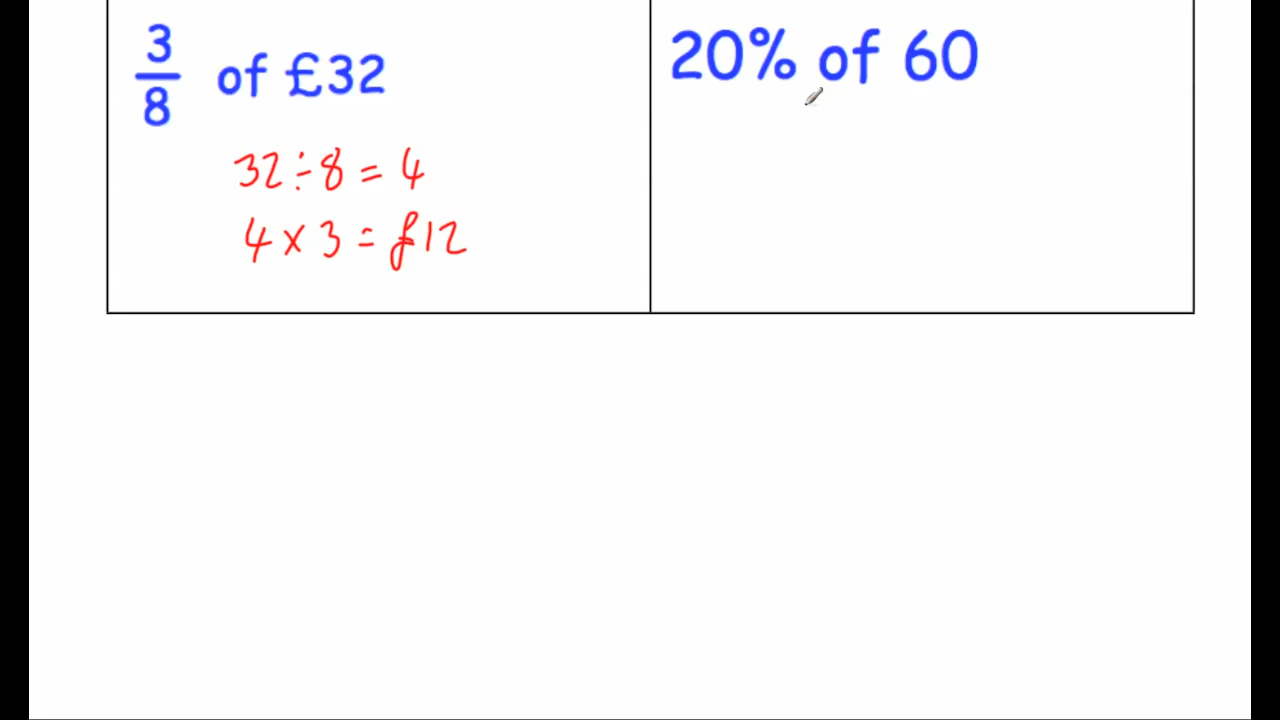 3/8 of £32
32 ÷ 8 = 4
4 × 3 = £12
20% of 60